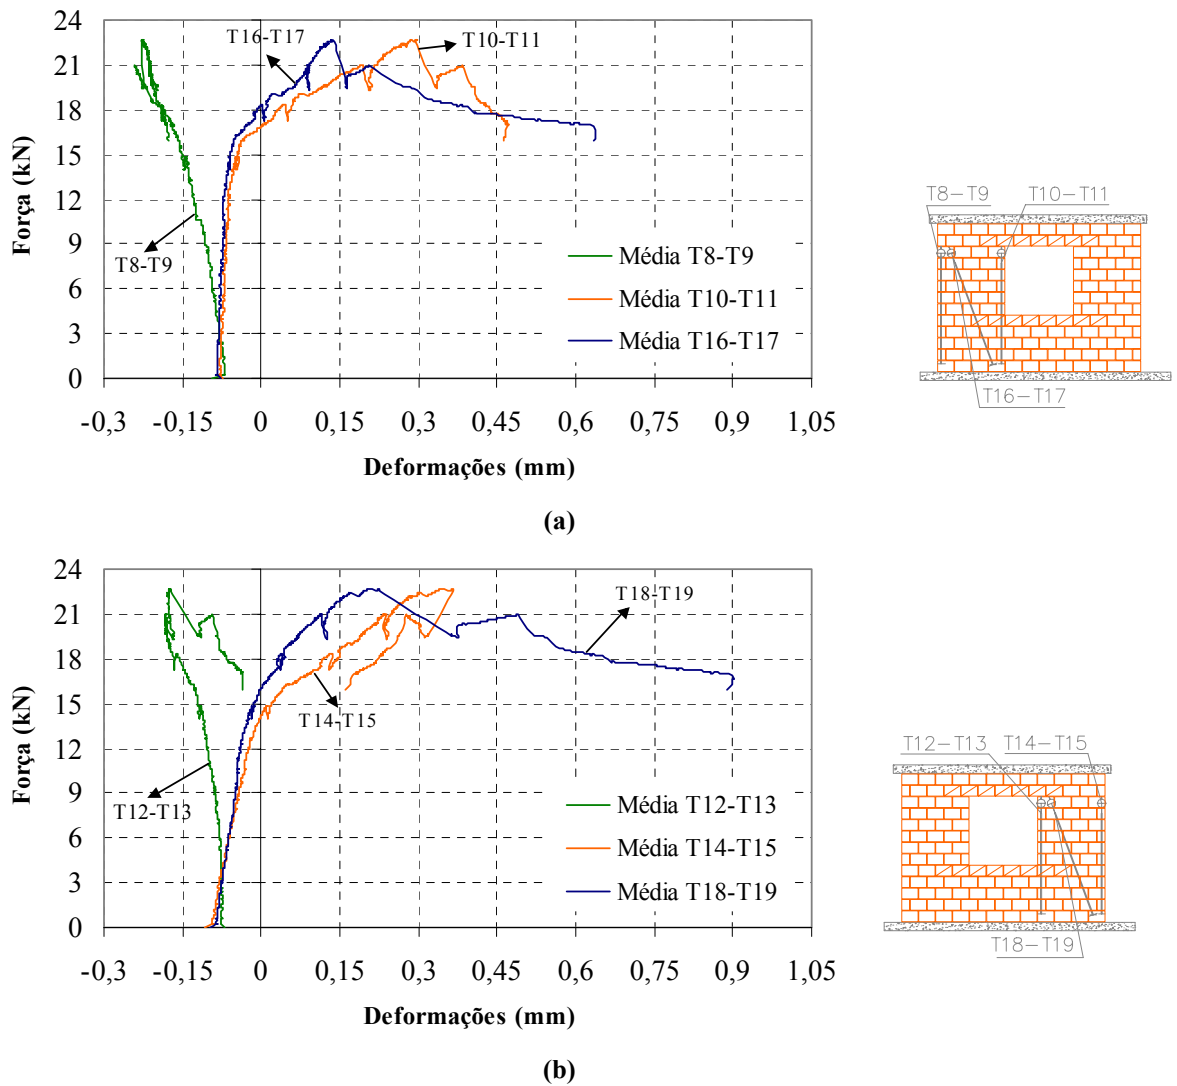 24
21
18
15
12
9
6
3
0
Força (kN)
T16-T17
T10-T11
T8-T9
Média T8-T9
Média T10-T11
Média T16-T17
-0,3 -0,15 0 0,15 0,3 0,45 0,6 0,75 0,9 1,05
Deformações (mm)
T8-T9 T10-T11
T16-T17
(a)
24
21
18
15
12
9
6
3
0
Força (kN)
T18-T19
T14-T15
T12-T13
Média T12-T13
Média T14-T15
Média T18-T19
-0,3 -0,15 0 0,15 0,3 0,45 0,6 0,75 0,9 1,05
Deformações (mm)
T12-T13 T14-T15
T18-T19
(b)